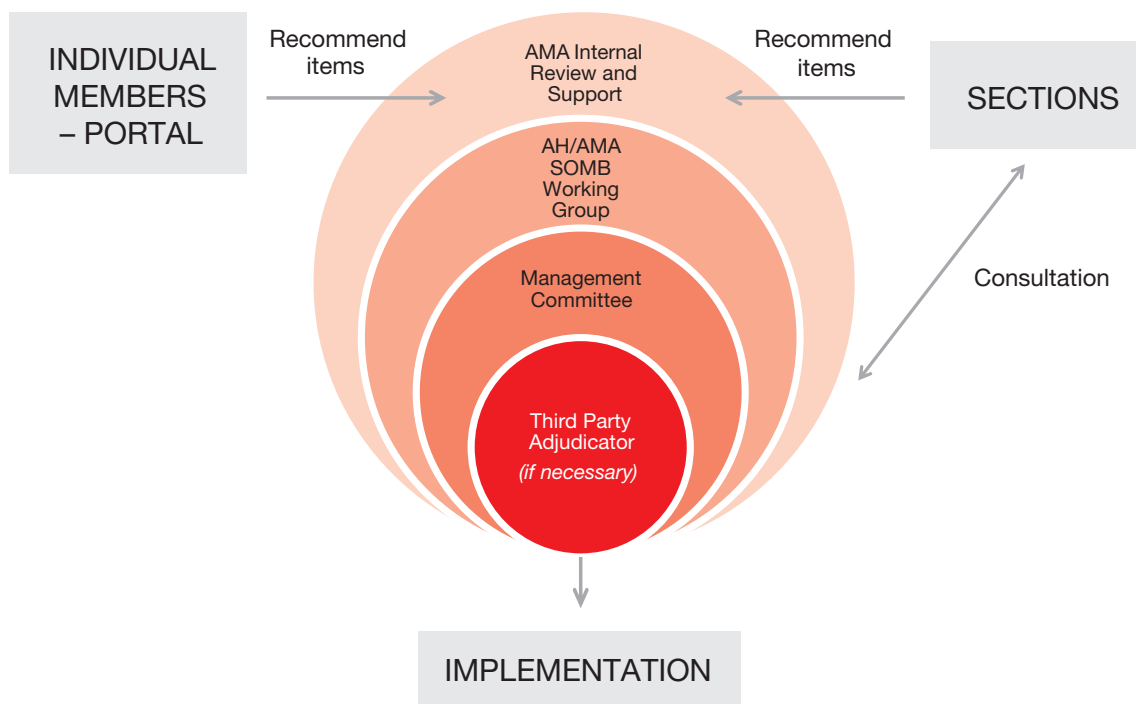 INDIVIDUAL
MEMBERS
– PORTAL
Recommend
items
AMA Internal
Review and
Support
Recommend
items
SECTIONS
AH/AMA
SOMB
Working
Group
Management
Committee
Consultation
Third Party
Adjudicator
(if necessary)
IMPLEMENTATION